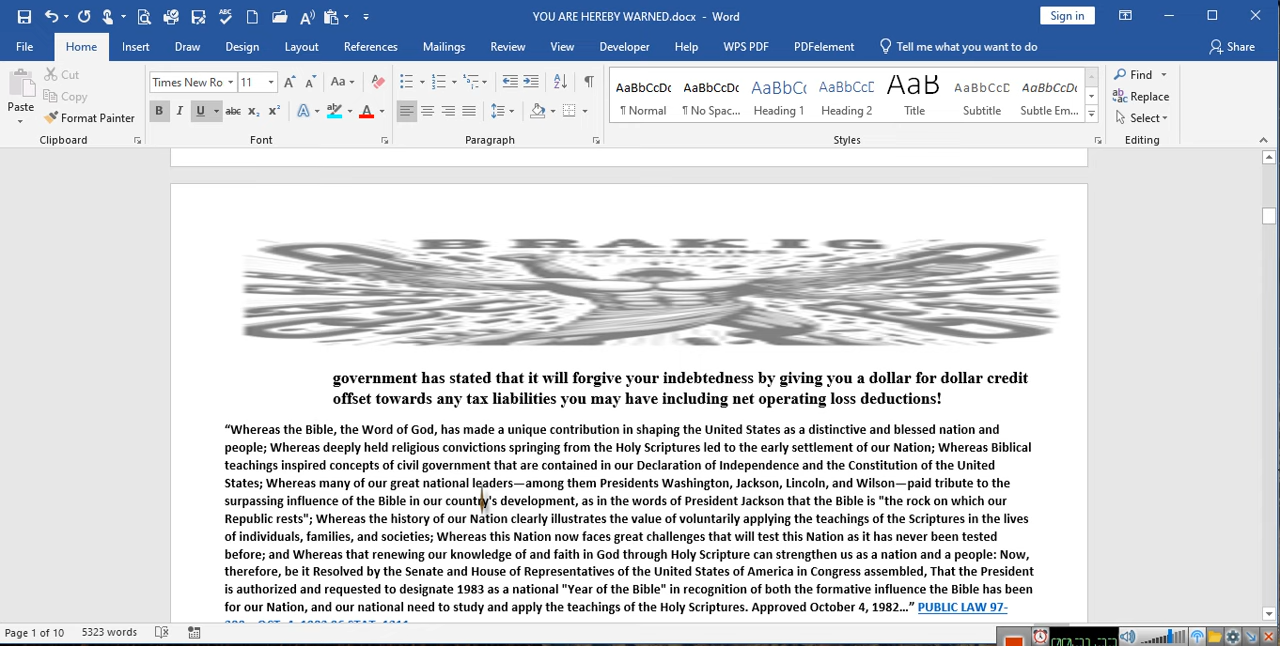 YOU ARE HEREBY WARNED.docx - Word
Sign in
File Home Insert Draw Design Layout References Mailings Review View Developer Help WPS PDF PDFelement Tell me what you want to do Share
Paste
Cut
Copy
Format Painter
Clipboard
Times New Ro 11
Font
Paragraph
AaBbCcDc ¶ Normal
AaBbCcDc ¶ No Spac...
AaBbCc Heading 1
AaBbCcE Heading 2
AaB Title
AaBbCcD Subtitle
AaBbCcDc Subtle Em...
Styles
Find
Replace
Select
Editing
BRAKIG
government has stated that it will forgive your indebtedness by giving you a dollar for dollar credit
offset towards any tax liabilities you may have including net operating loss deductions!
“Whereas the Bible, the Word of God, has made a unique contribution in shaping the United States as a distinctive and blessed nation and
people; Whereas deeply held religious convictions springing from the Holy Scriptures led to the early settlement of our Nation; Whereas Biblical
teachings inspired concepts of civil government that are contained in our Declaration of Independence and the Constitution of the United
States; Whereas many of our great national leaders—among them Presidents Washington, Jackson, Lincoln, and Wilson—paid tribute to the
surpassing influence of the Bible in our country's development, as in the words of President Jackson that the Bible is "the rock on which our
Republic rests"; Whereas the history of our Nation clearly illustrates the value of voluntarily applying the teachings of the Scriptures in the lives
of individuals, families, and societies; Whereas this Nation now faces great challenges that will test this Nation as it has never been tested
before; and Whereas that renewing our knowledge of and faith in God through Holy Scripture can strengthen us as a nation and a people: Now,
therefore, be it Resolved by the Senate and House of Representatives of the United States of America in Congress assembled, That the President
is authorized and requested to designate 1983 as a national "Year of the Bible" in recognition of both the formative influence the Bible has been
for our Nation, and our national need to study and apply the teachings of the Holy Scriptures. Approved October 4, 1982…” PUBLIC LAW 97-
Page 1 of 10 5323 words